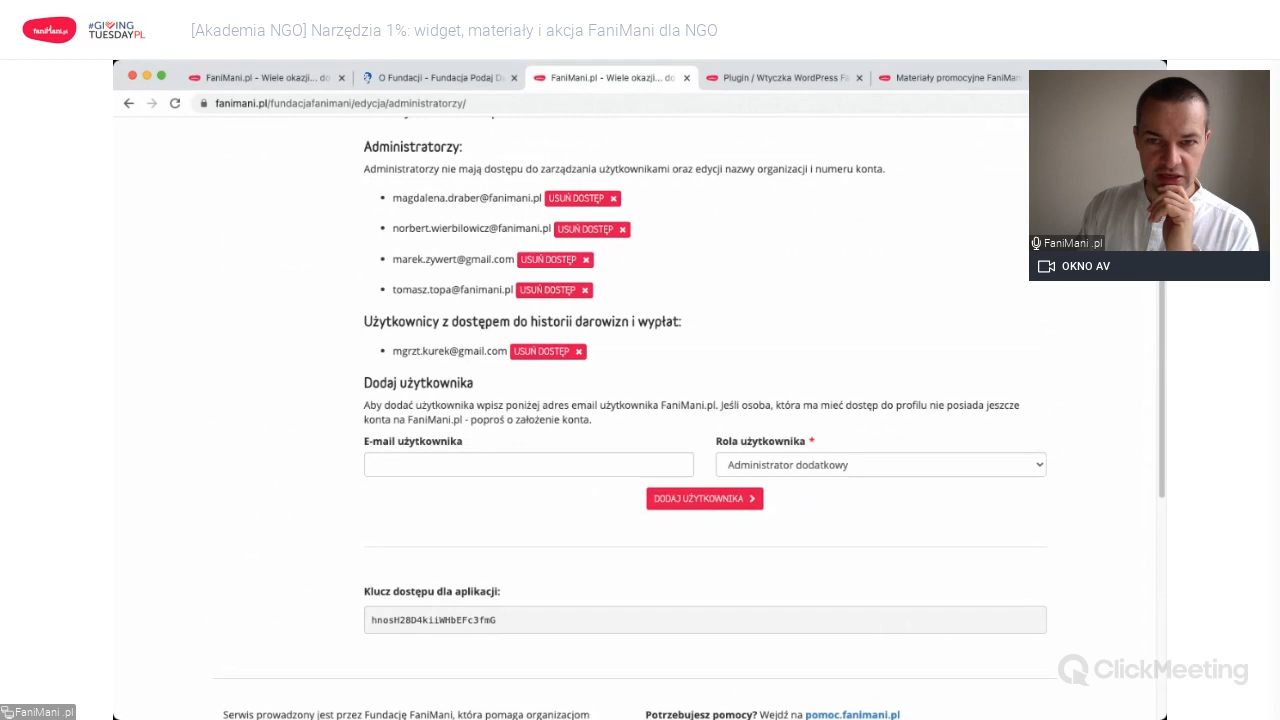 faniMani.pl
#GIVING
TUESDAYPL
[Akademia NGO] Narzędzia 1%: widget, materiały i akcja FaniMani dla NGO
FaniMani.pl – Wiele okazji... do
O Fundacji – Fundacja Podaj D
FaniMani.pl – Wiele okazji... do
Plugin / Wtyczka WordPress Fa
Materiały promocyjne FaniMan
fanimani.pl/fundacjafanimani/edycja/administratorzy/
Administratorzy:
Administratorzy nie mają dostępu do zarządzania użytkownikami oraz edycji nazwy organizacji i numeru konta.
magdalena.draber@fanimani.pl USUŃ DOSTĘP ×
norbert.wierbilowicz@fanimani.pl USUŃ DOSTĘP ×
marek.zywert@gmail.com USUŃ DOSTĘP ×
tomasz.topa@fanimani.pl USUŃ DOSTĘP ×
Użytkownicy z dostępem do historii darowizn i wypłat:
mgrzt.kurek@gmail.com USUŃ DOSTĘP ×
Dodaj użytkownika
Aby dodać użytkownika wpisz poniżej adres email użytkownika FaniMani.pl. Jeśli osoba, która ma mieć dostęp do profilu nie posiada jeszcze
konta na FaniMani.pl - poproś o założenie konta.
E-mail użytkownika
Rola użytkownika *
Administrator dodatkowy
DODAJ UŻYTKOWNIKA
Klucz dostępu dla aplikacji:
hnosH28D4kiiWHbEFc3fmG
Serwis prowadzony jest przez Fundację FaniMani, która pomaga organizacjom
Potrzebujesz pomocy? Wejdź na pomoc.fanimani.pl
FaniMani .pl
OKNO AV
ClickMeeting
FaniMani .pl